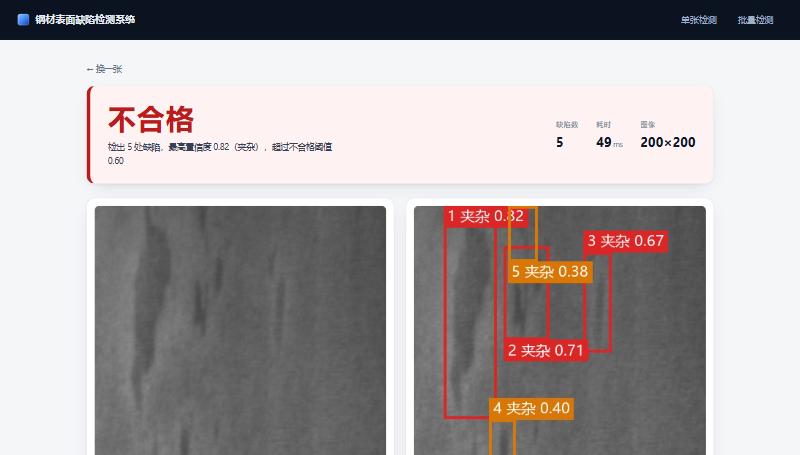 钢材表面缺陷检测系统
单张检测 批量检测
← 换一张
不合格
检出 5 处缺陷，最高置信度 0.82（夹杂），超过不合格阈值
0.60
缺陷数 耗时 图像
5 49 ms 200×200
1 夹杂 0.82
3 夹杂 0.67
5 夹杂 0.38
2 夹杂 0.71
4 夹杂 0.40